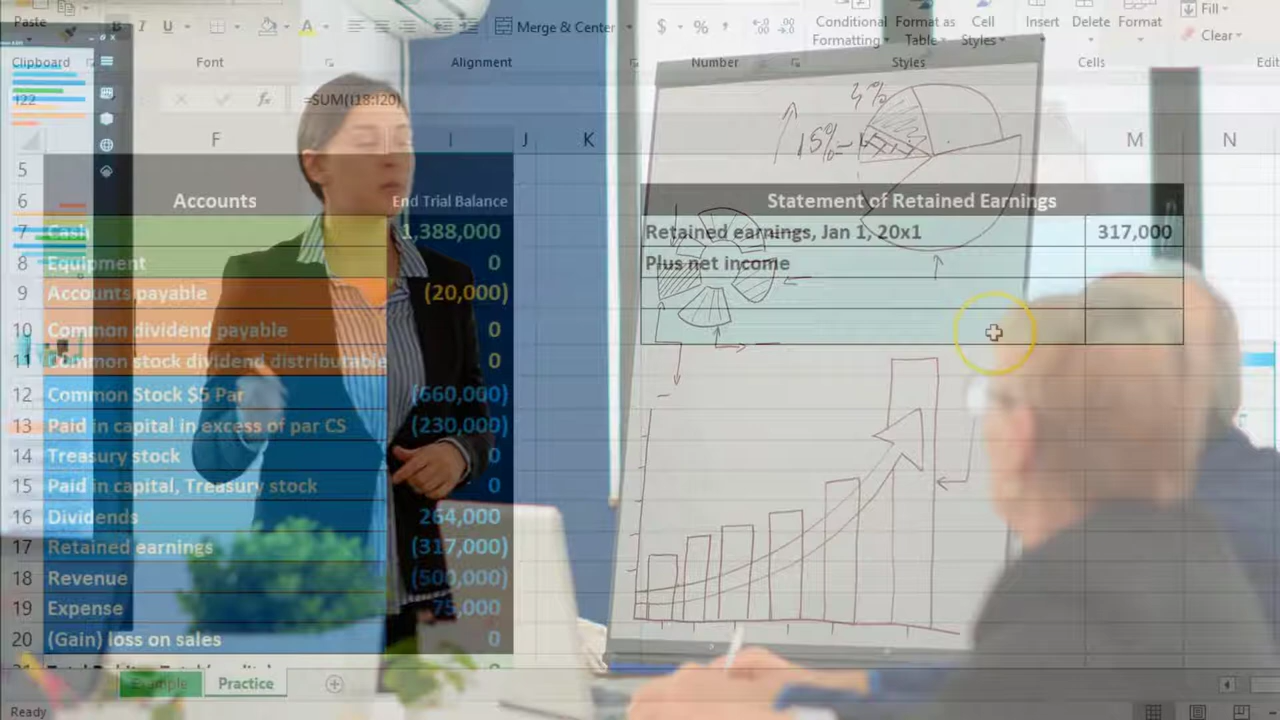 Paste B I U A Merge & Center $ % , Conditional Formatting Format as Table Cell Styles Insert Delete Format Fill
Clear
Clipboard Font Alignment Number Styles Cells Edit
I22 fx =SUM(I18:I20)
F I J K M N
5
6 Accounts End Trial Balance Statement of Retained Earnings
7 Cash 1,388,000 Retained earnings, Jan 1, 20x1 317,000
8 Equipment 0 Plus net income
9 Accounts payable (20,000)
10 Common dividend payable 0
11 Common stock dividend distributable 0
12 Common Stock $5 Par (660,000)
13 Paid in capital in excess of par CS (230,000)
14 Treasury stock 0
15 Paid in capital, Treasury stock 0
16 Dividends 264,000
17 Retained earnings (317,000)
18 Revenue (500,000)
19 Expense 75,000
20 (Gain) loss on sales 0
15%
Example Practice
Ready